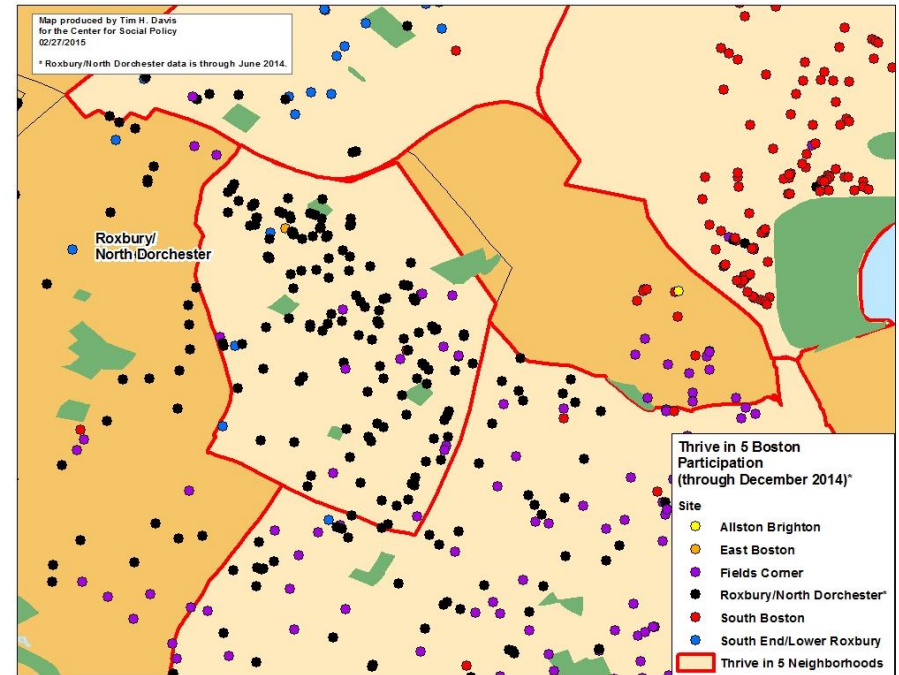 Map produced by Tim H. Davis
for the Center for Social Policy
02/27/2015
* Roxbury/North Dorchester data is through June 2014.
Roxbury/
North Dorchester
Thrive in 5 Boston
Participation
(through December 2014)*
Site
Allston Brighton
East Boston
Fields Corner
Roxbury/North Dorchester*
South Boston
South End/Lower Roxbury
Thrive in 5 Neighborhoods